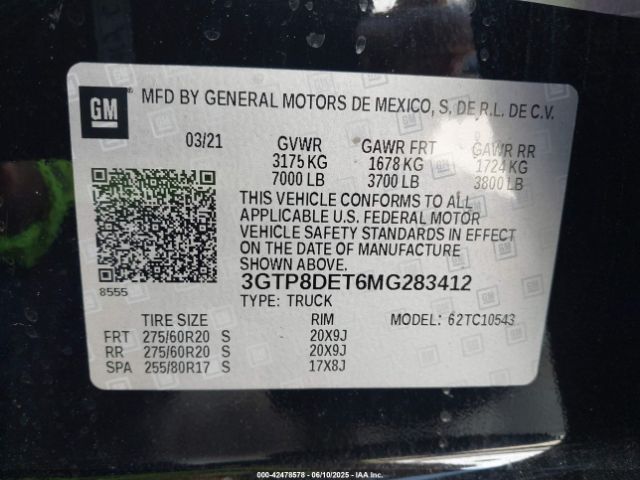 GM ® MFD BY GENERAL MOTORS DE MEXICO, S, DE R.L. DE C.V.
03/21 GVWR GAWR FRT GAWR RR
3175 KG 1678 KG 1724 KG
7000 LB 3700 LB 3800 LB
THIS VEHICLE CONFORMS TO ALL
APPLICABLE U.S. FEDERAL MOTOR
VEHICLE SAFETY STANDARDS IN EFFECT
ON THE DATE OF MANUFACTURE
SHOWN ABOVE.
8555
3GTP8DET6MG283412
TYPE: TRUCK
TIRE SIZE RIM MODEL: 62TC10543
FRT 275/60R20 S 20X9J
RR 275/60R20 S 20X9J
SPA 255/80R17 S 17X8J
IAA 42478578 — 06/10/2025 — IAA Inc.